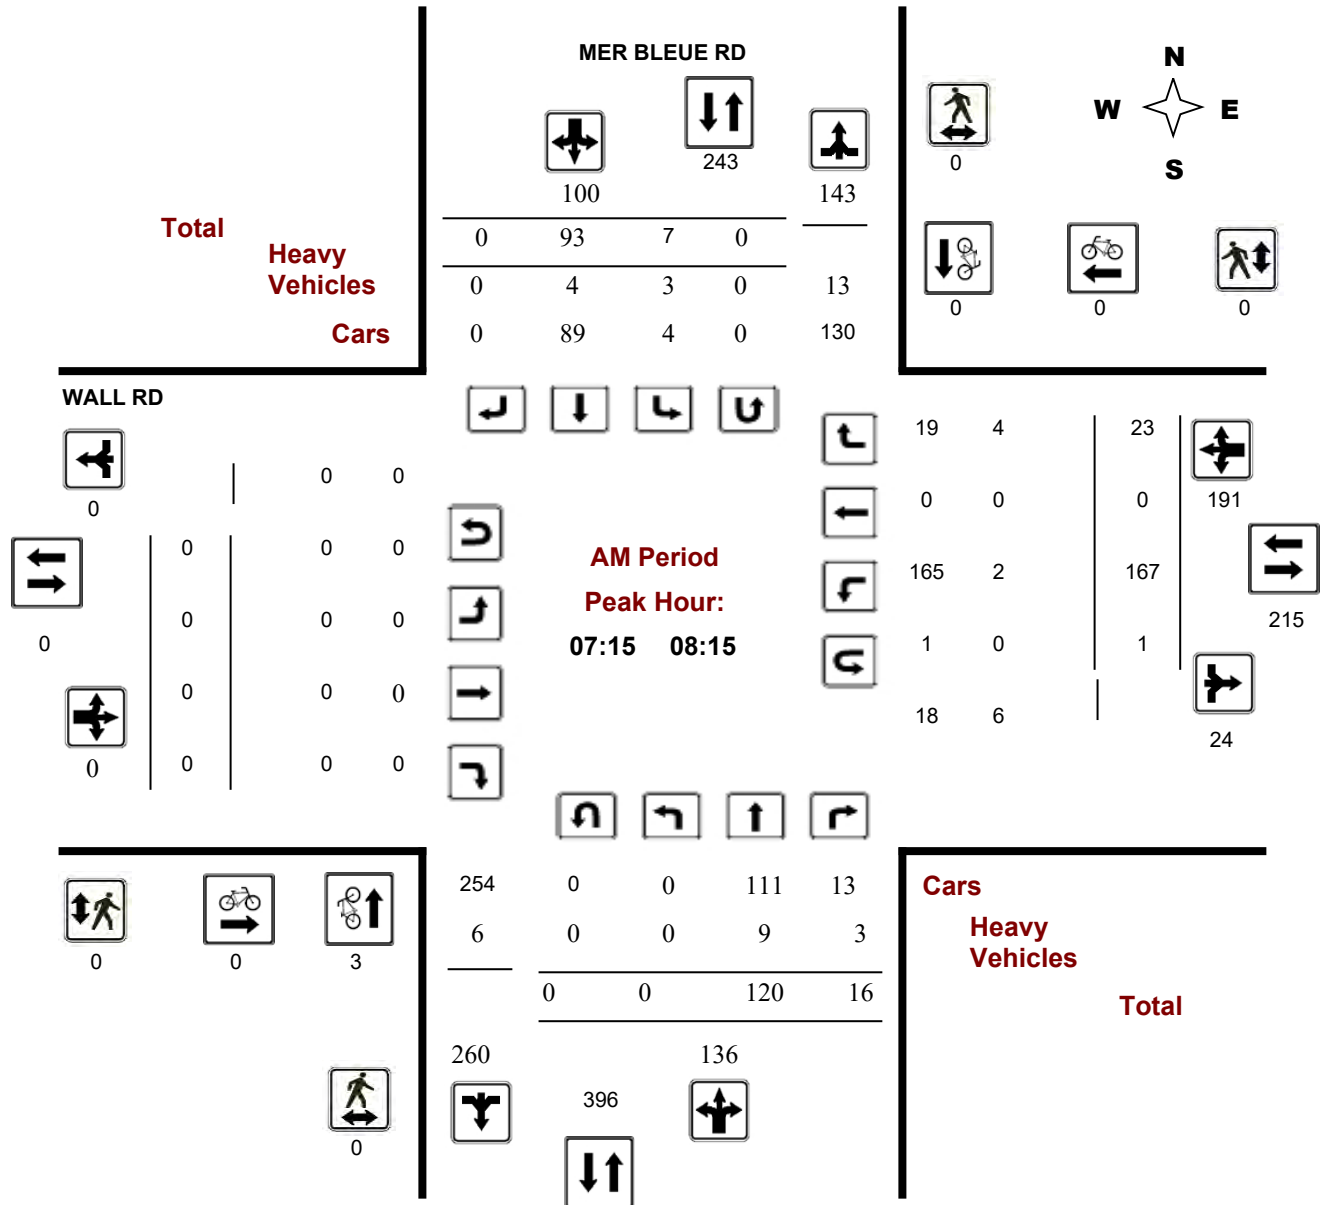 MER BLEUE RD
N
W E
S
243
0
100 143
Total 0 93 7 0
Heavy
Vehicles 0 4 3 0 13
0 0 0
Cars 0 89 4 0 130
WALL RD
19 4 23
0 0
0
0 0 0 191
0 0 0
AM Period
165 2 167
Peak Hour:
0 0 0
215
0
07:15 08:15
1 0 1
0 0 0
18 6
24
0
0 0 0
254 0 0 111 13 Cars
6 0 0 9 3 Heavy
Vehicles
0 0 3
0 0 120 16
Total
260 136
396
0